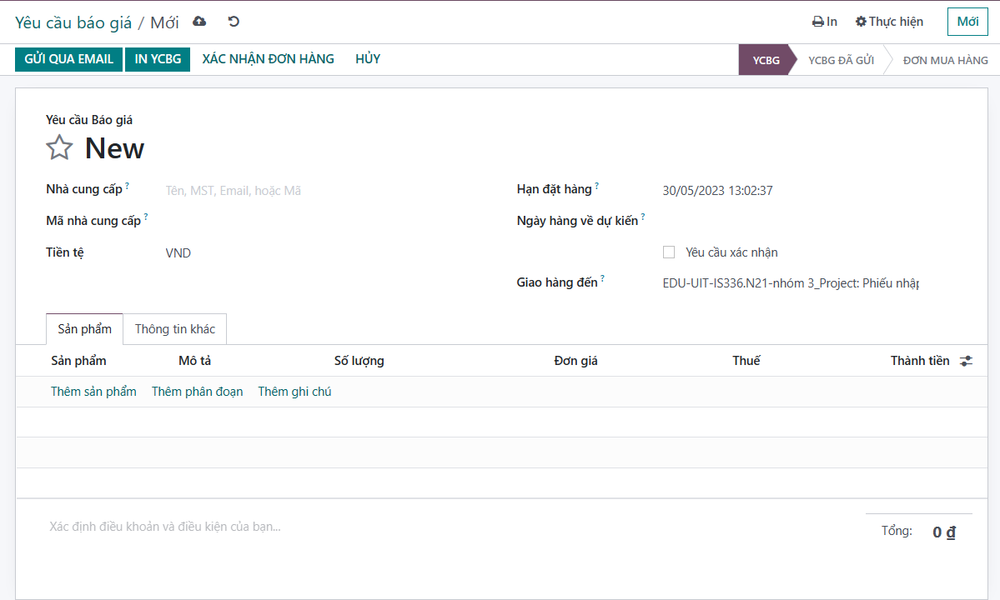 Yêu cầu báo giá / Mới
In
Thực hiện
Mới
GỬI QUA EMAIL
IN YCBG
XÁC NHẬN ĐƠN HÀNG
HỦY
YCBG
YCBG ĐÃ GỬI
ĐƠN MUA HÀNG
Yêu cầu Báo giá
New
Nhà cung cấp ?
Tên, MST, Email, hoặc Mã
Mã nhà cung cấp ?
Tiền tệ
VND
Hạn đặt hàng ?
30/05/2023 13:02:37
Ngày hàng về dự kiến ?
Yêu cầu xác nhận
Giao hàng đến ?
EDU-UIT-IS336.N21-nhóm 3_Project: Phiếu nhập
Sản phẩm
Thông tin khác
Sản phẩm
Mô tả
Số lượng
Đơn giá
Thuế
Thành tiền
Thêm sản phẩm
Thêm phân đoạn
Thêm ghi chú
Xác định điều khoản và điều kiện của bạn...
Tổng:
0 ₫